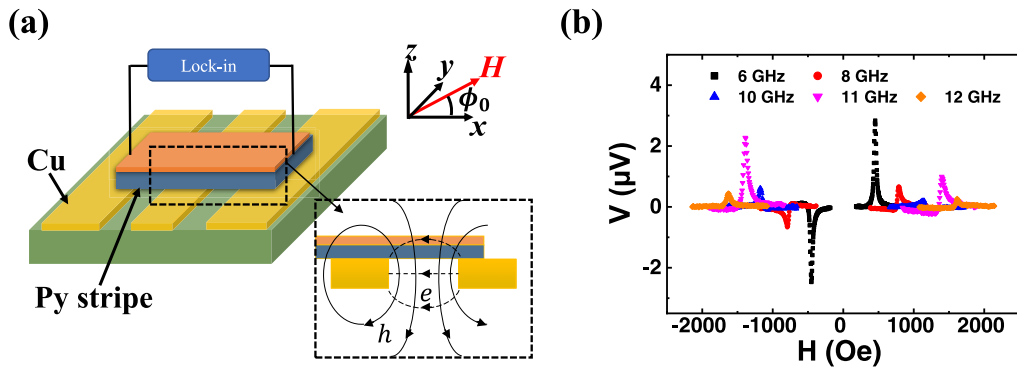 (a)
Lock-in
z
y
H
ϕ0
x
Cu
Py stripe
e
h
(b)
6 GHz 8 GHz
10 GHz 11 GHz 12 GHz
V (μV)
4
2
0
-2
-2000 -1000 0 1000 2000
H (Oe)